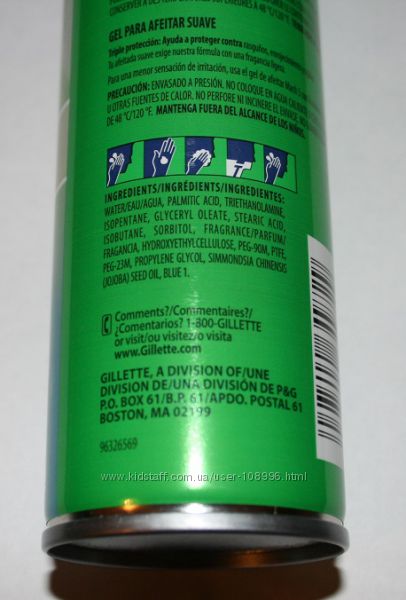 CONSERVER À
GEL PARA AFEITAR SUAVE
Triple protección: Ayuda a proteger contra rasguños,
Tu afeitada suave exige nuestra fórmula con una fragancia ligera.
Para una menor sensación de irritación, usa el gel de afeitar
PRECAUCIÓN: ENVASADO A PRESIÓN. NO COLOQUE EN AGUA CALIENTE
U OTRAS FUENTES DE CALOR. NO PERFORE NI INCINERE EL ENVASE.
DE 48 °C/120 °F. MANTENGA FUERA DEL ALCANCE DE LOS NIÑOS.
INGREDIENTS/INGRÉDIENTS/INGREDIENTES:
WATER/EAU/AGUA, PALMITIC ACID, TRIETHANOLAMINE,
ISOPENTANE, GLYCERYL OLEATE, STEARIC ACID,
ISOBUTANE, SORBITOL, FRAGRANCE/PARFUM/
FRAGANCIA, HYDROXYETHYLCELLULOSE, PEG-90M, PTFE,
PEG-23M, PROPYLENE GLYCOL, SIMMONDSIA CHINENSIS
(JOJOBA) SEED OIL, BLUE 1.
Comments?/Commentaires?/
¿Comentarios? 1-800-GILLETTE
or visit/ou visitez/o visita
www.Gillette.com
GILLETTE, A DIVISION OF/UNE
DIVISION DE/UNA DIVISIÓN DE P&G
P.O. BOX 61/B.P. 61/APDO. POSTAL 61
BOSTON, MA 02199
96326569
www.kidstaff.com.ua/user-108996.html